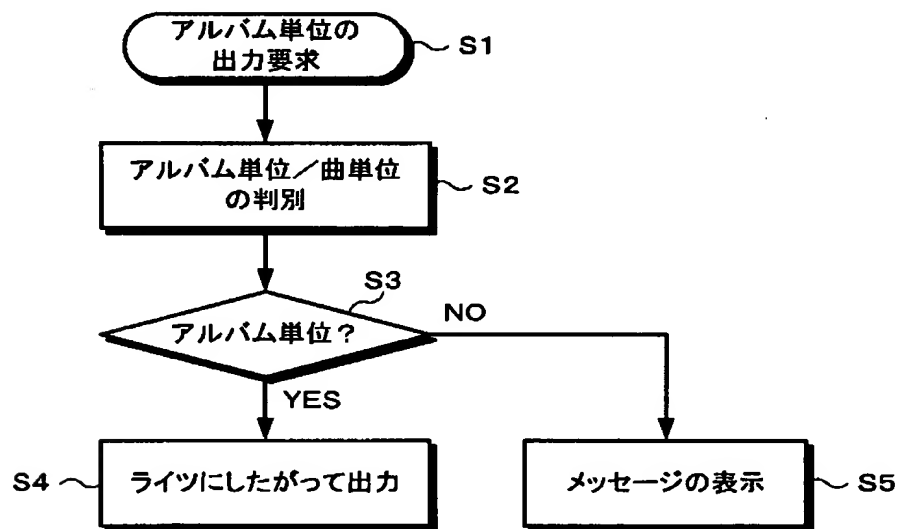 アルバム単位の
出力要求
S1
アルバム単位／曲単位
の判別
S2
S3
アルバム単位？
NO
YES
S4
ライツにしたがって出力
メッセージの表示
S5